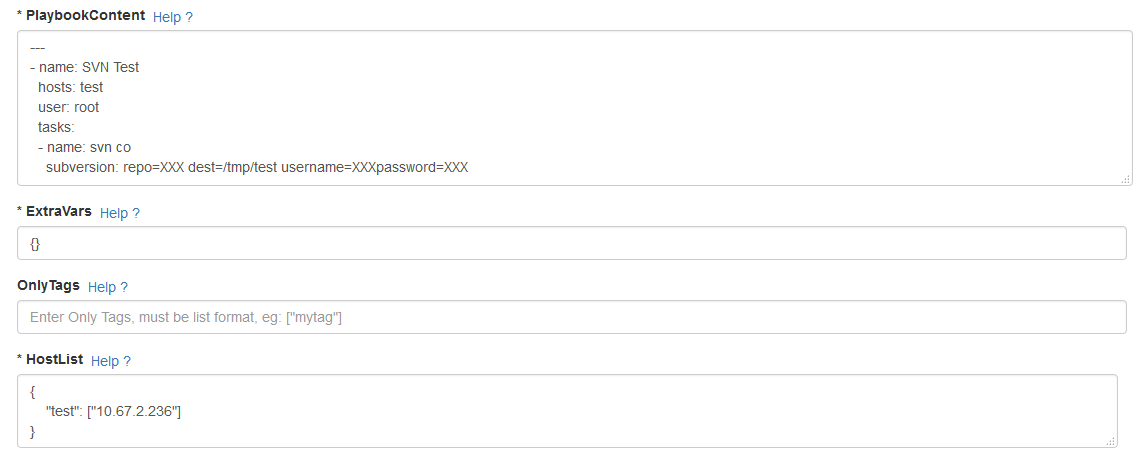 * PlaybookContent Help ?
---
- name: SVN Test
hosts: test
user: root
tasks:
- name: svn co
subversion: repo=XXX dest=/tmp/test username=XXXpassword=XXX
* ExtraVars Help ?
{}
OnlyTags Help ?
Enter Only Tags, must be list format, eg: ["mytag"]
* HostList Help ?
{
"test": ["10.67.2.236"]
}